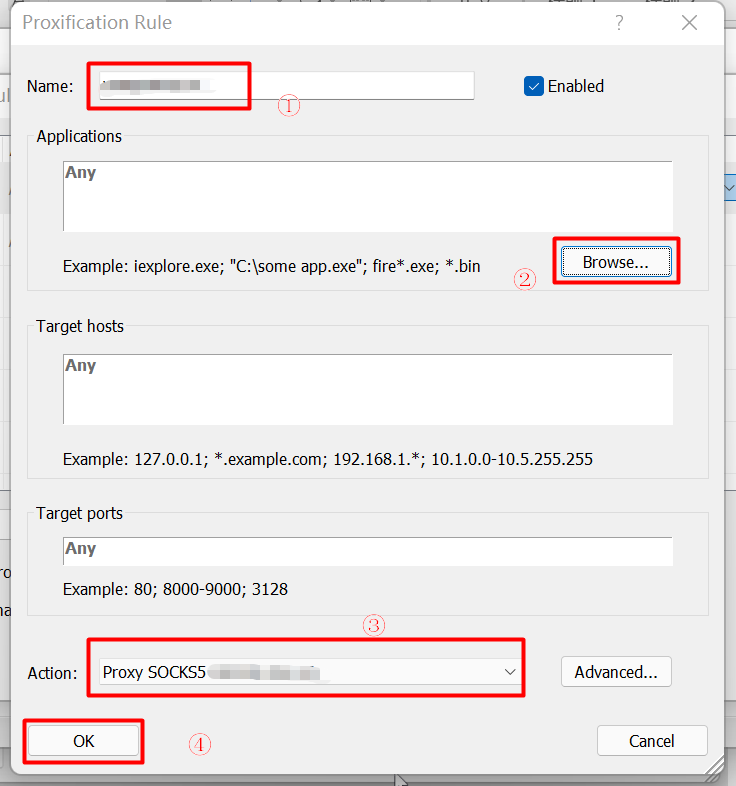 Proxification Rule ?
Name:
①
Enabled
Applications
Any
Example: iexplore.exe; "C:\some app.exe"; fire*.exe; *.bin
②
Browse...
Target hosts
Any
Example: 127.0.0.1; *.example.com; 192.168.1.*; 10.1.0.0-10.5.255.255
Target ports
Any
Example: 80; 8000-9000; 3128
③
Action: Proxy SOCKS5
Advanced...
OK
④
Cancel